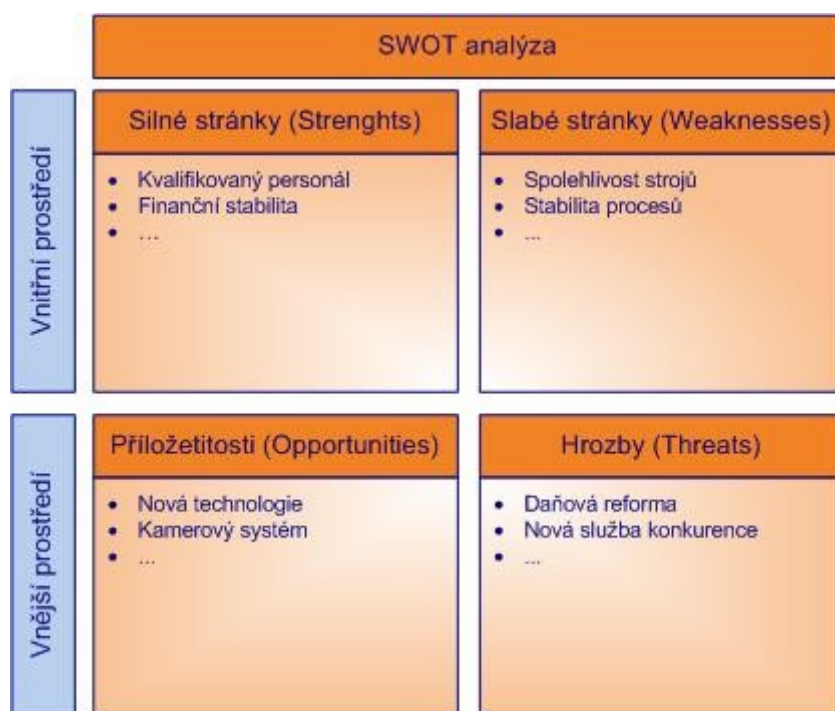 SWOT analýza
Vnitřní prostředí
Silné stránky (Strenghts)
• Kvalifikovaný personál
• Finanční stabilita
• ...
Slabé stránky (Weaknesses)
• Spolehlivost strojů
• Stabilita procesů
• ...
Vnější prostředí
Příložetitosti (Opportunities)
• Nová technologie
• Kamerový systém
• ...
Hrozby (Threats)
• Daňová reforma
• Nová služba konkurence
• ...